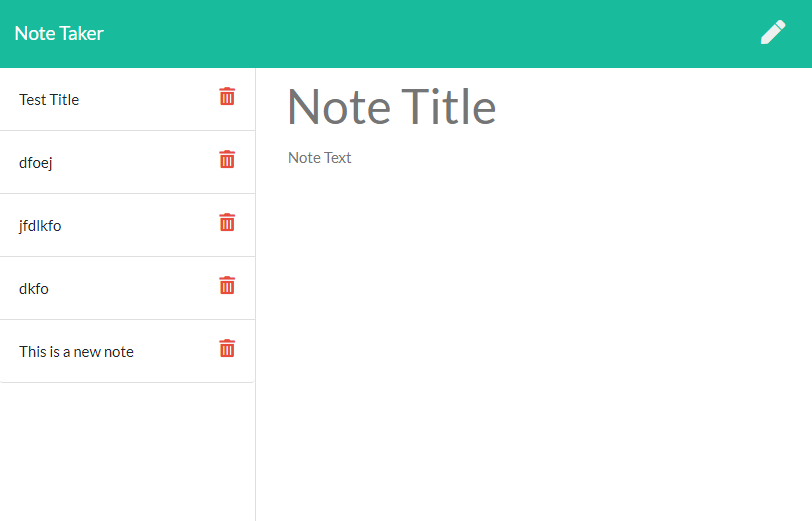 Note Taker
Test Title
dfoej
jfdlkfo
dkfo
This is a new note
Note Title
Note Text